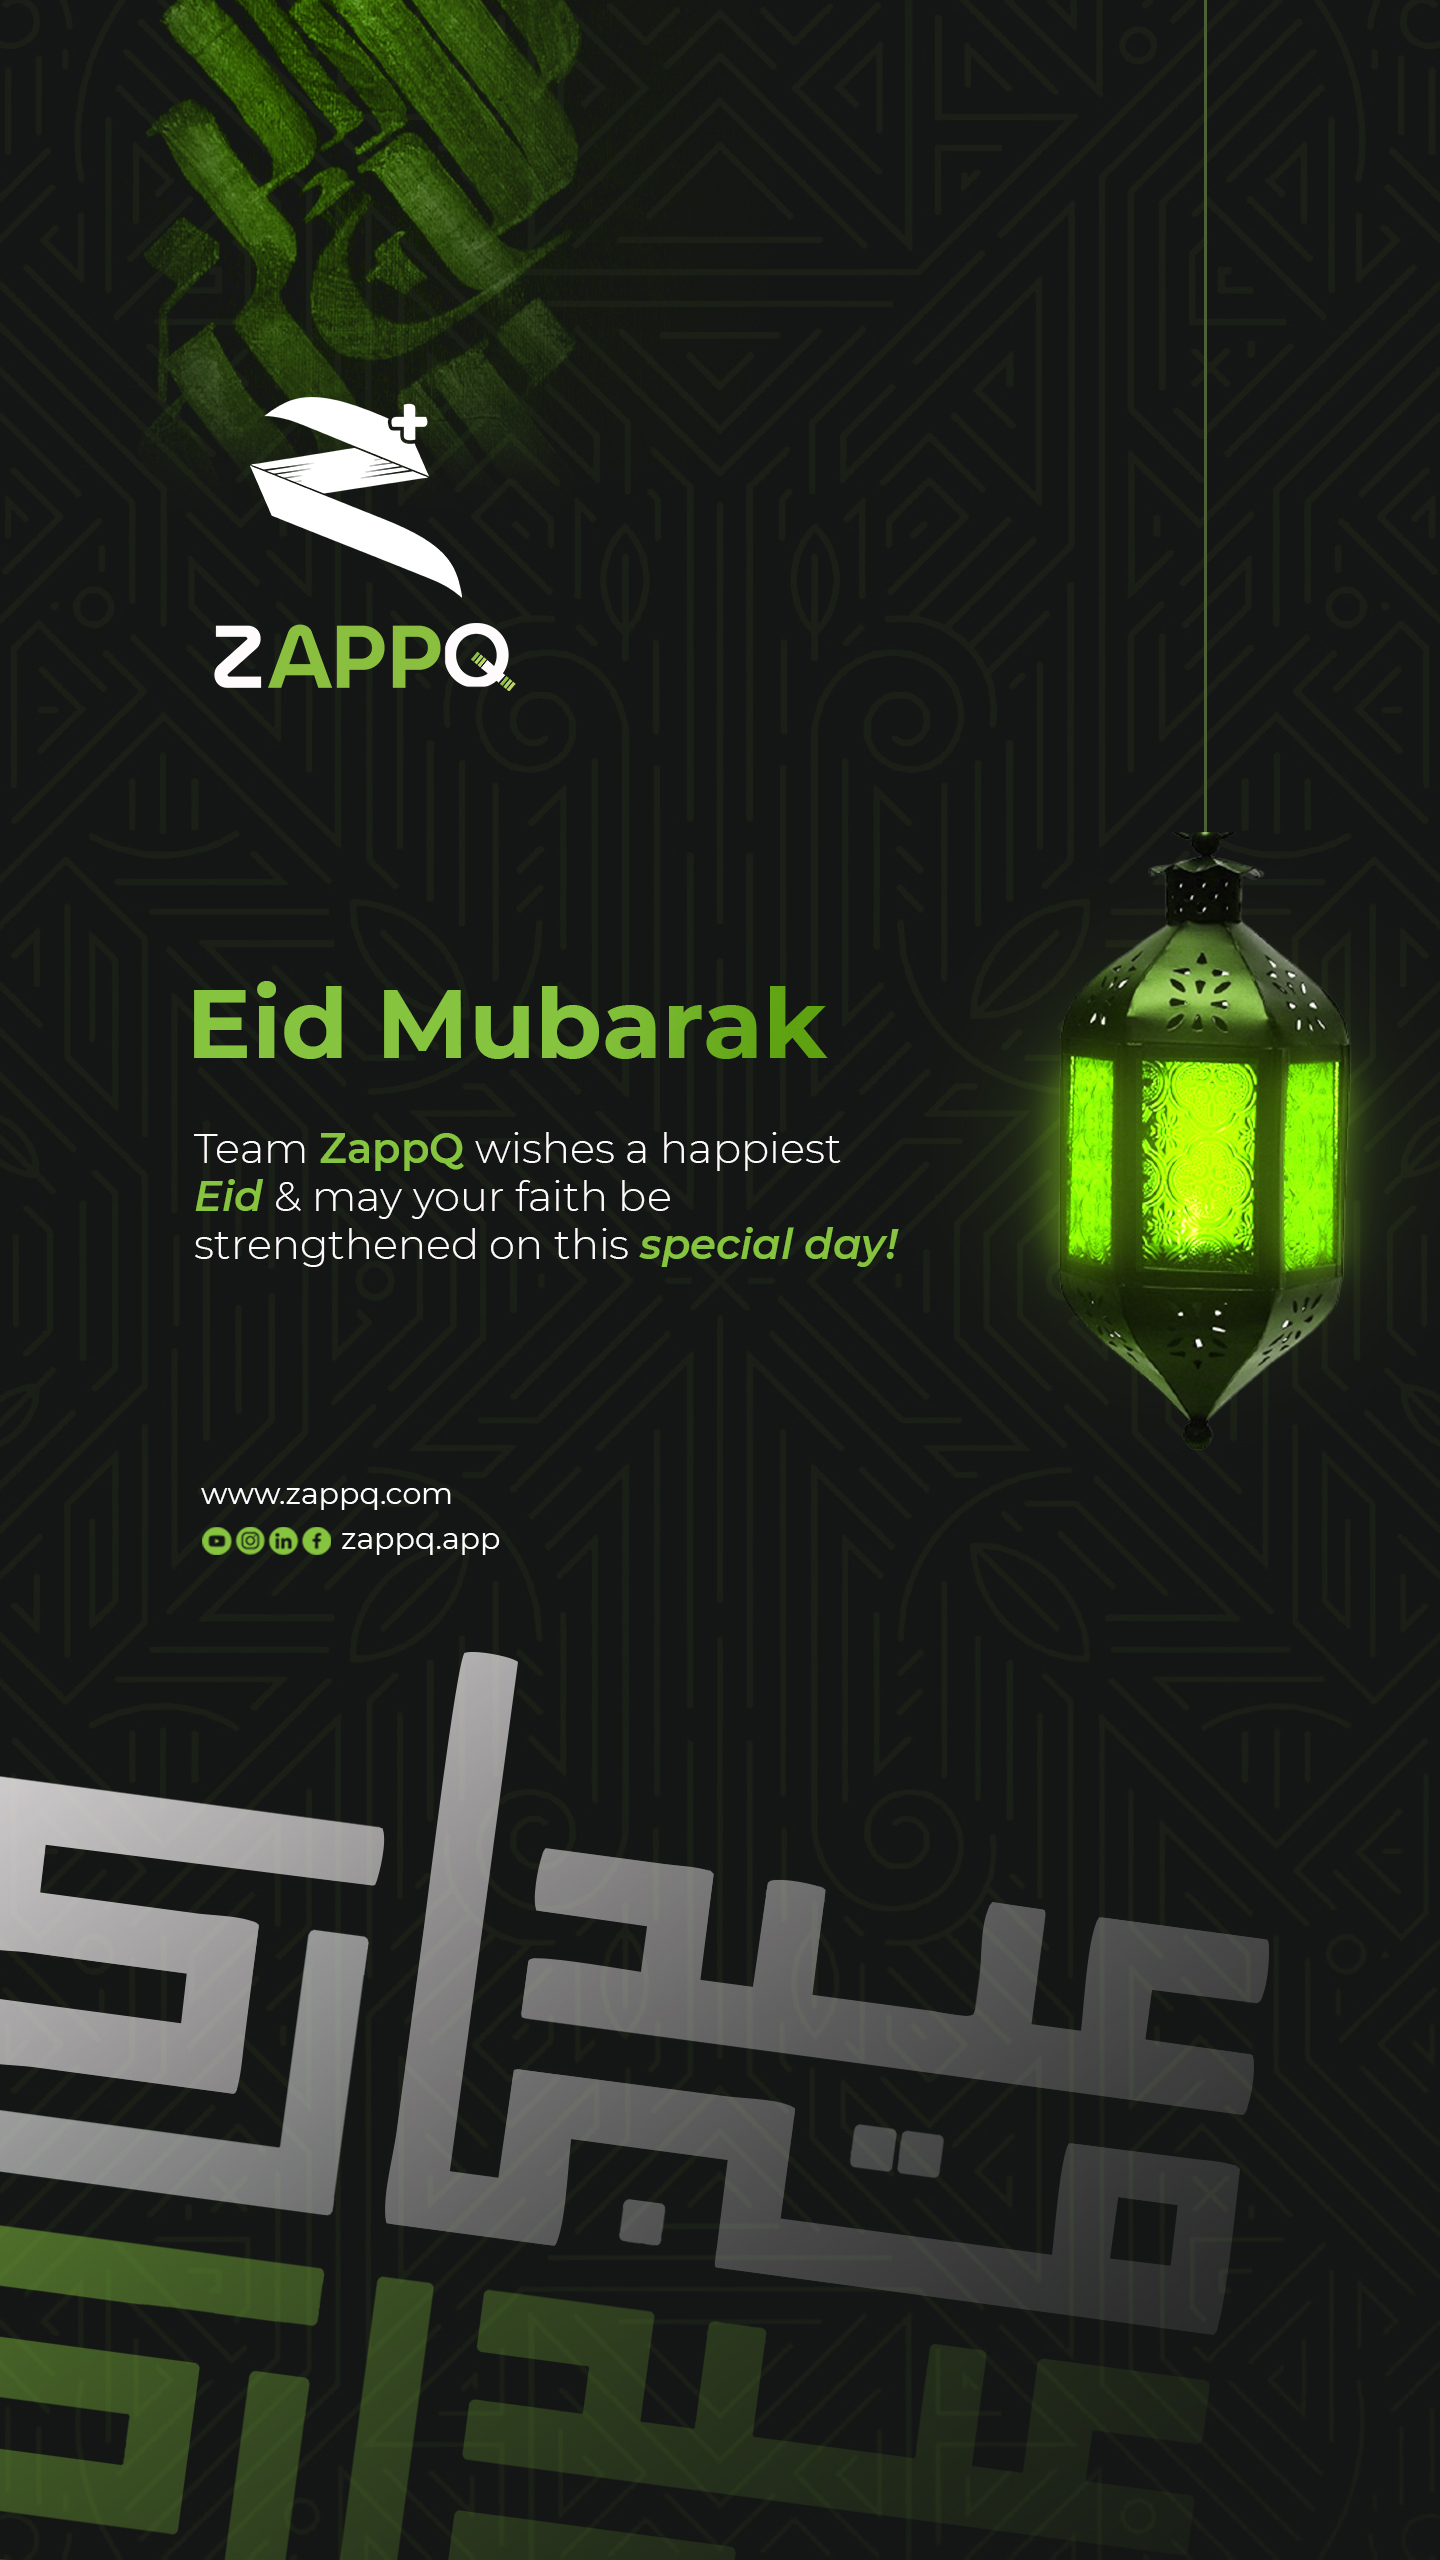 ZAPPQ
Eid Mubarak
Team ZappQ wishes a happiest
Eid & may your faith be
strengthened on this special day!
www.zappq.com
zappq.app
عيد
مبارك